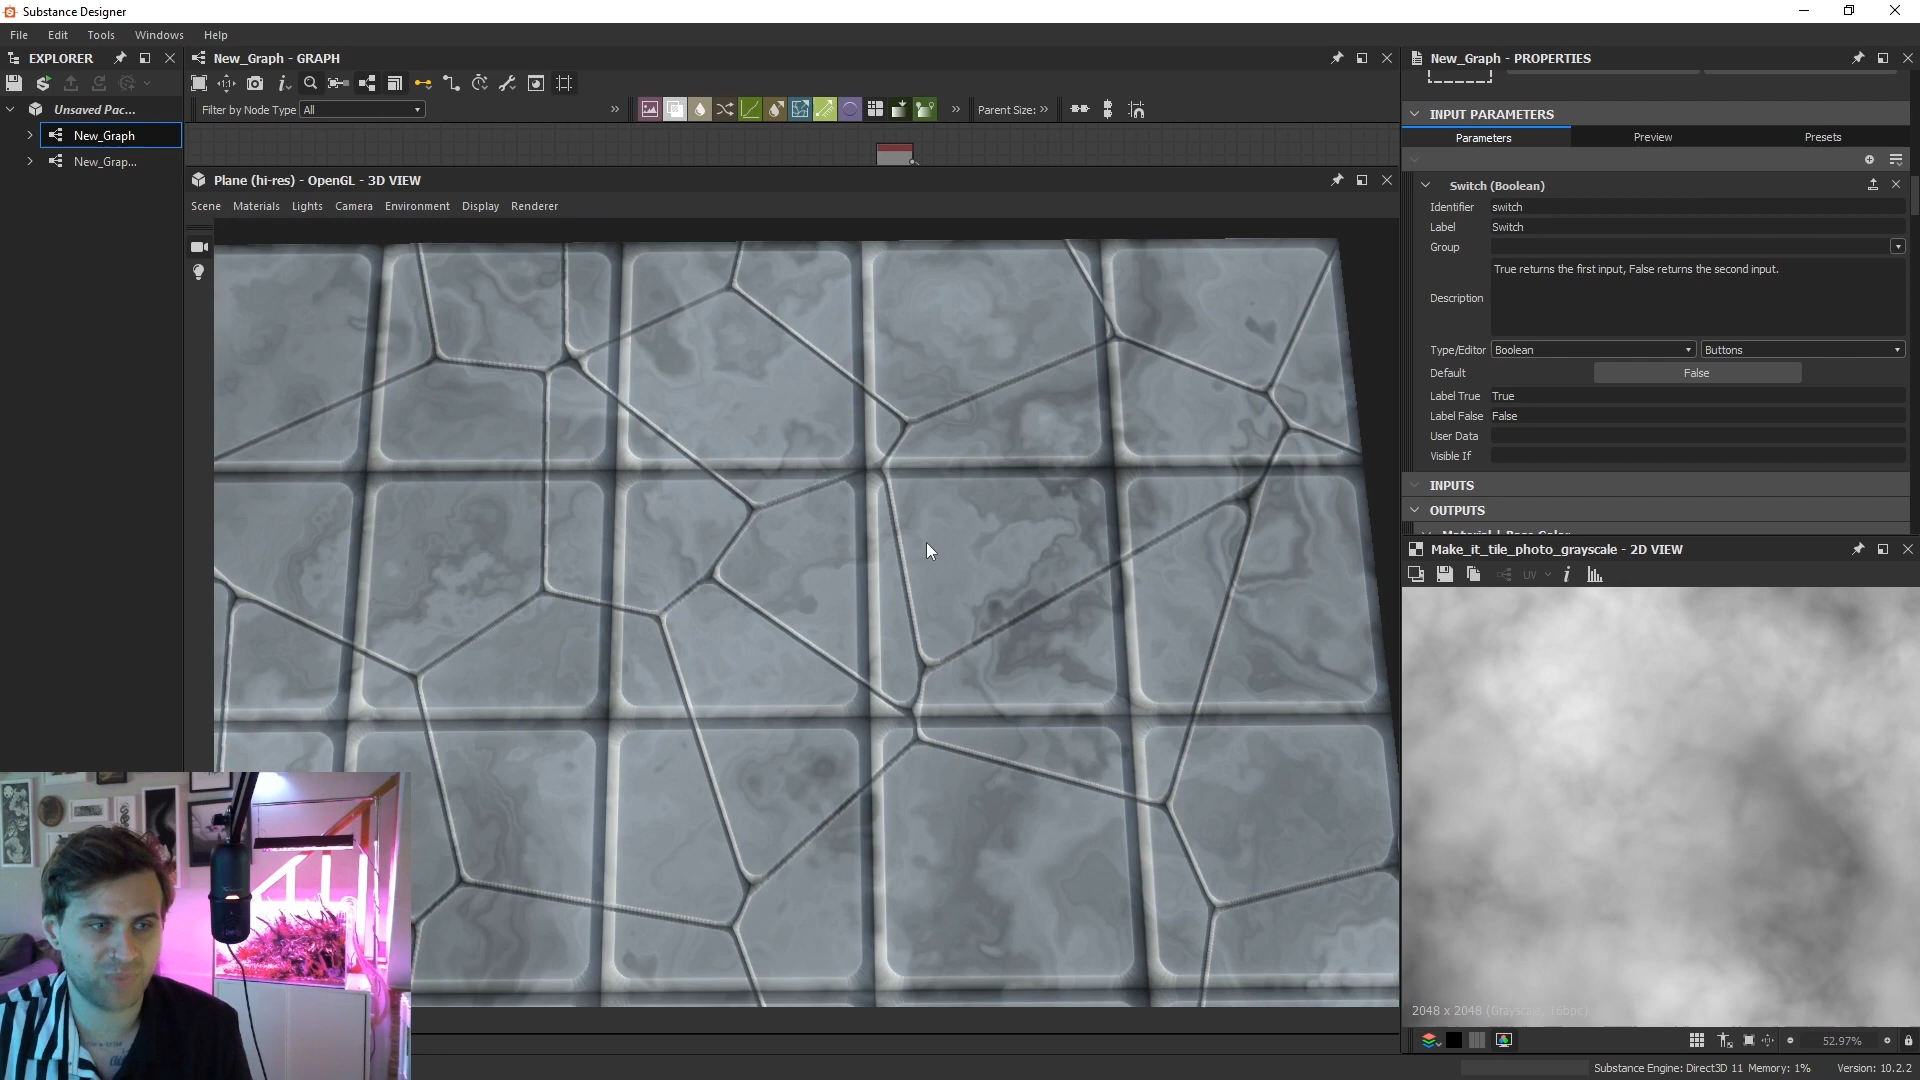 Substance Designer
File Edit Tools Windows Help
EXPLORER
New_Graph - GRAPH
New_Graph - PROPERTIES
Unsaved Pac...
Filter by Node Type All
Parent Size:
INPUT PARAMETERS
New_Graph
Parameters Preview Presets
New_Grap...
Plane (hi-res) - OpenGL - 3D VIEW
Switch (Boolean)
Scene Materials Lights Camera Environment Display Renderer
Identifier switch
Label Switch
Group
True returns the first input, False returns the second input.
Description
Type/Editor Boolean Buttons
Default False
Label True True
Label False False
User Data
Visible If
INPUTS
OUTPUTS
Make_it_tile_photo_grayscale - 2D VIEW
UV
2048 x 2048 (Grayscale, 16bpc)
52.97%
Substance Engine: Direct3D 11 Memory: 1% Version: 10.2.2